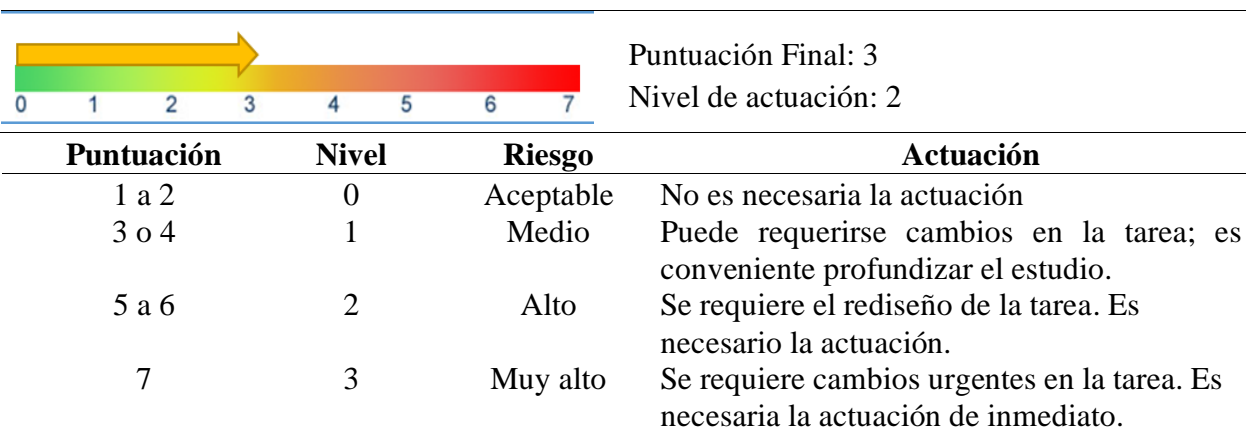 Puntuación Final: 3
0 1 2 3 4 5 6 7
Nivel de actuación: 2
Puntuación Nivel Riesgo Actuación
1 a 2 0 Aceptable No es necesaria la actuación
3 o 4 1 Medio Puede requerirse cambios en la tarea; es
conveniente profundizar el estudio.
5 a 6 2 Alto Se requiere el rediseño de la tarea. Es
necesario la actuación.
7 3 Muy alto Se requiere cambios urgentes en la tarea. Es
necesaria la actuación de inmediato.